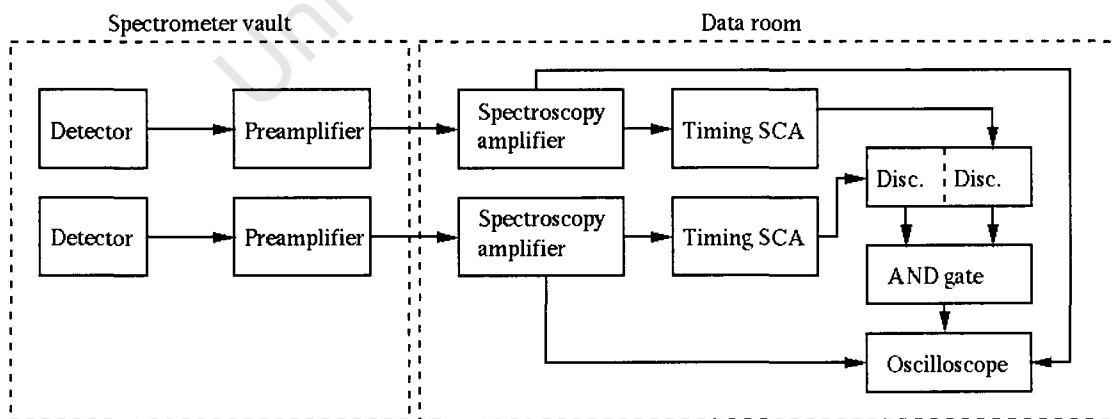 Spectrometer vault
Data room
Detector
Preamplifier
Spectroscopy
amplifier
Timing SCA
Disc.
Disc.
Detector
Preamplifier
Spectroscopy
amplifier
Timing SCA
AND gate
Oscilloscope